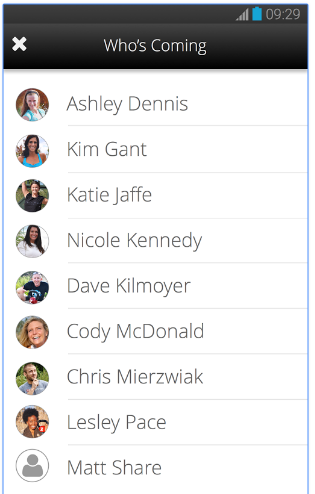 09:29
Who's Coming
Ashley Dennis
Kim Gant
Katie Jaffe
Nicole Kennedy
Dave Kilmoyer
Cody McDonald
Chris Mierzwiak
Lesley Pace
Matt Share